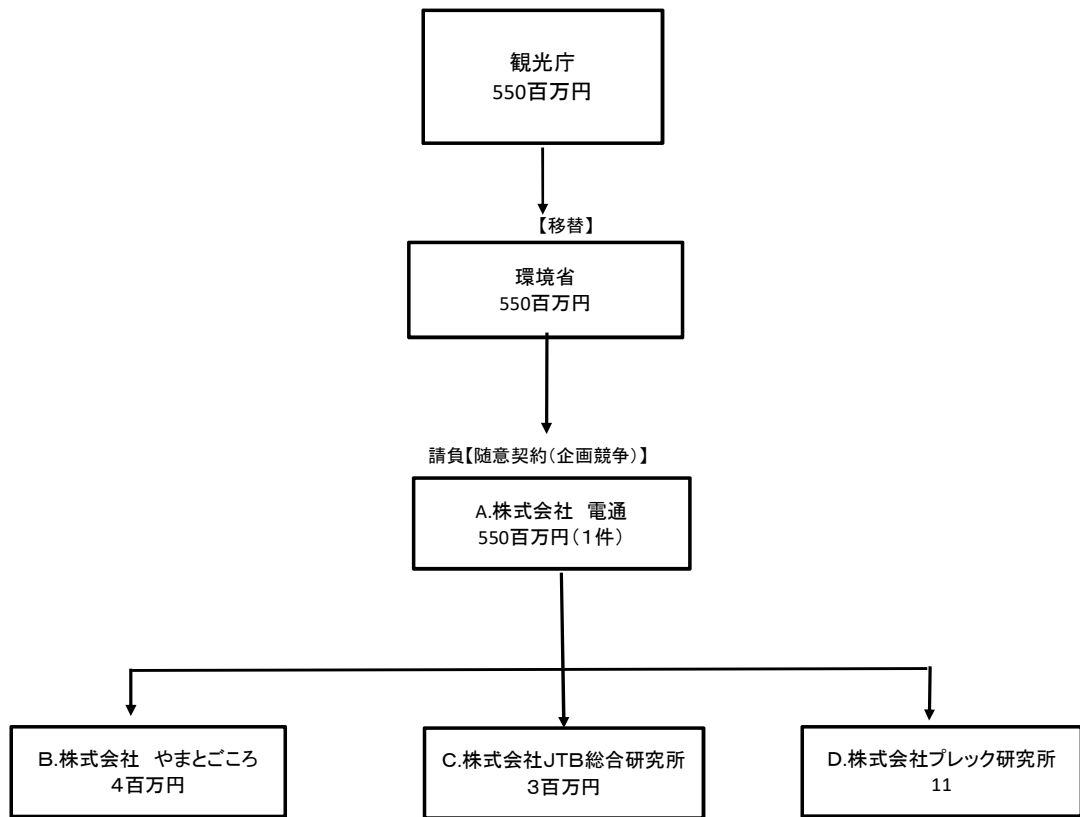 観光庁
550百万円
【移替】
環境省
550百万円
請負【随意契約(企画競争)】
A.株式会社　電通
550百万円(１件)
B.株式会社　やまとごころ
４百万円
C.株式会社JTB総合研究所
３百万円
D.株式会社プレック研究所
11